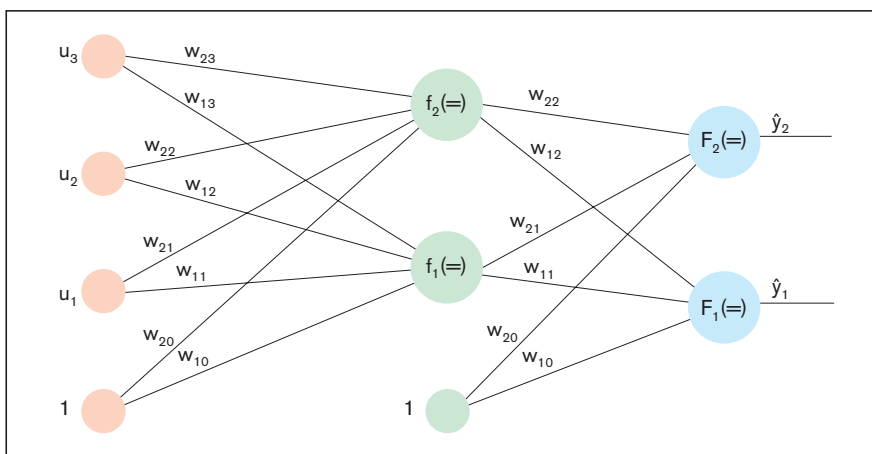 u₃
w₂₃
w₁₃
f₂(=)
w₂₂
ŷ₂
F₂(=)
w₂₂
u₂
w₁₂
w₁₂
w₂₁
w₂₁
f₁(=)
w₁₁
w₁₁
u₁
ŷ₁
F₁(=)
w₂₀
w₁₀
w₂₀
w₁₀
1
1